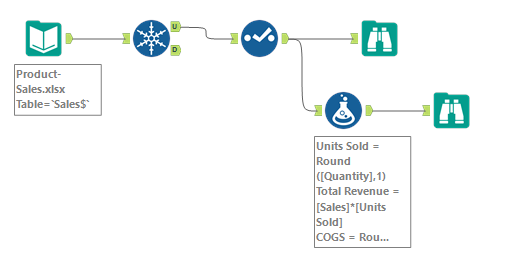 U
D
Product-
Sales.xlsx
Table=`Sales$`
Units Sold =
Round
([Quantity],1)
Total Revenue =
[Sales]*[Units
Sold]
COGS = Rou...